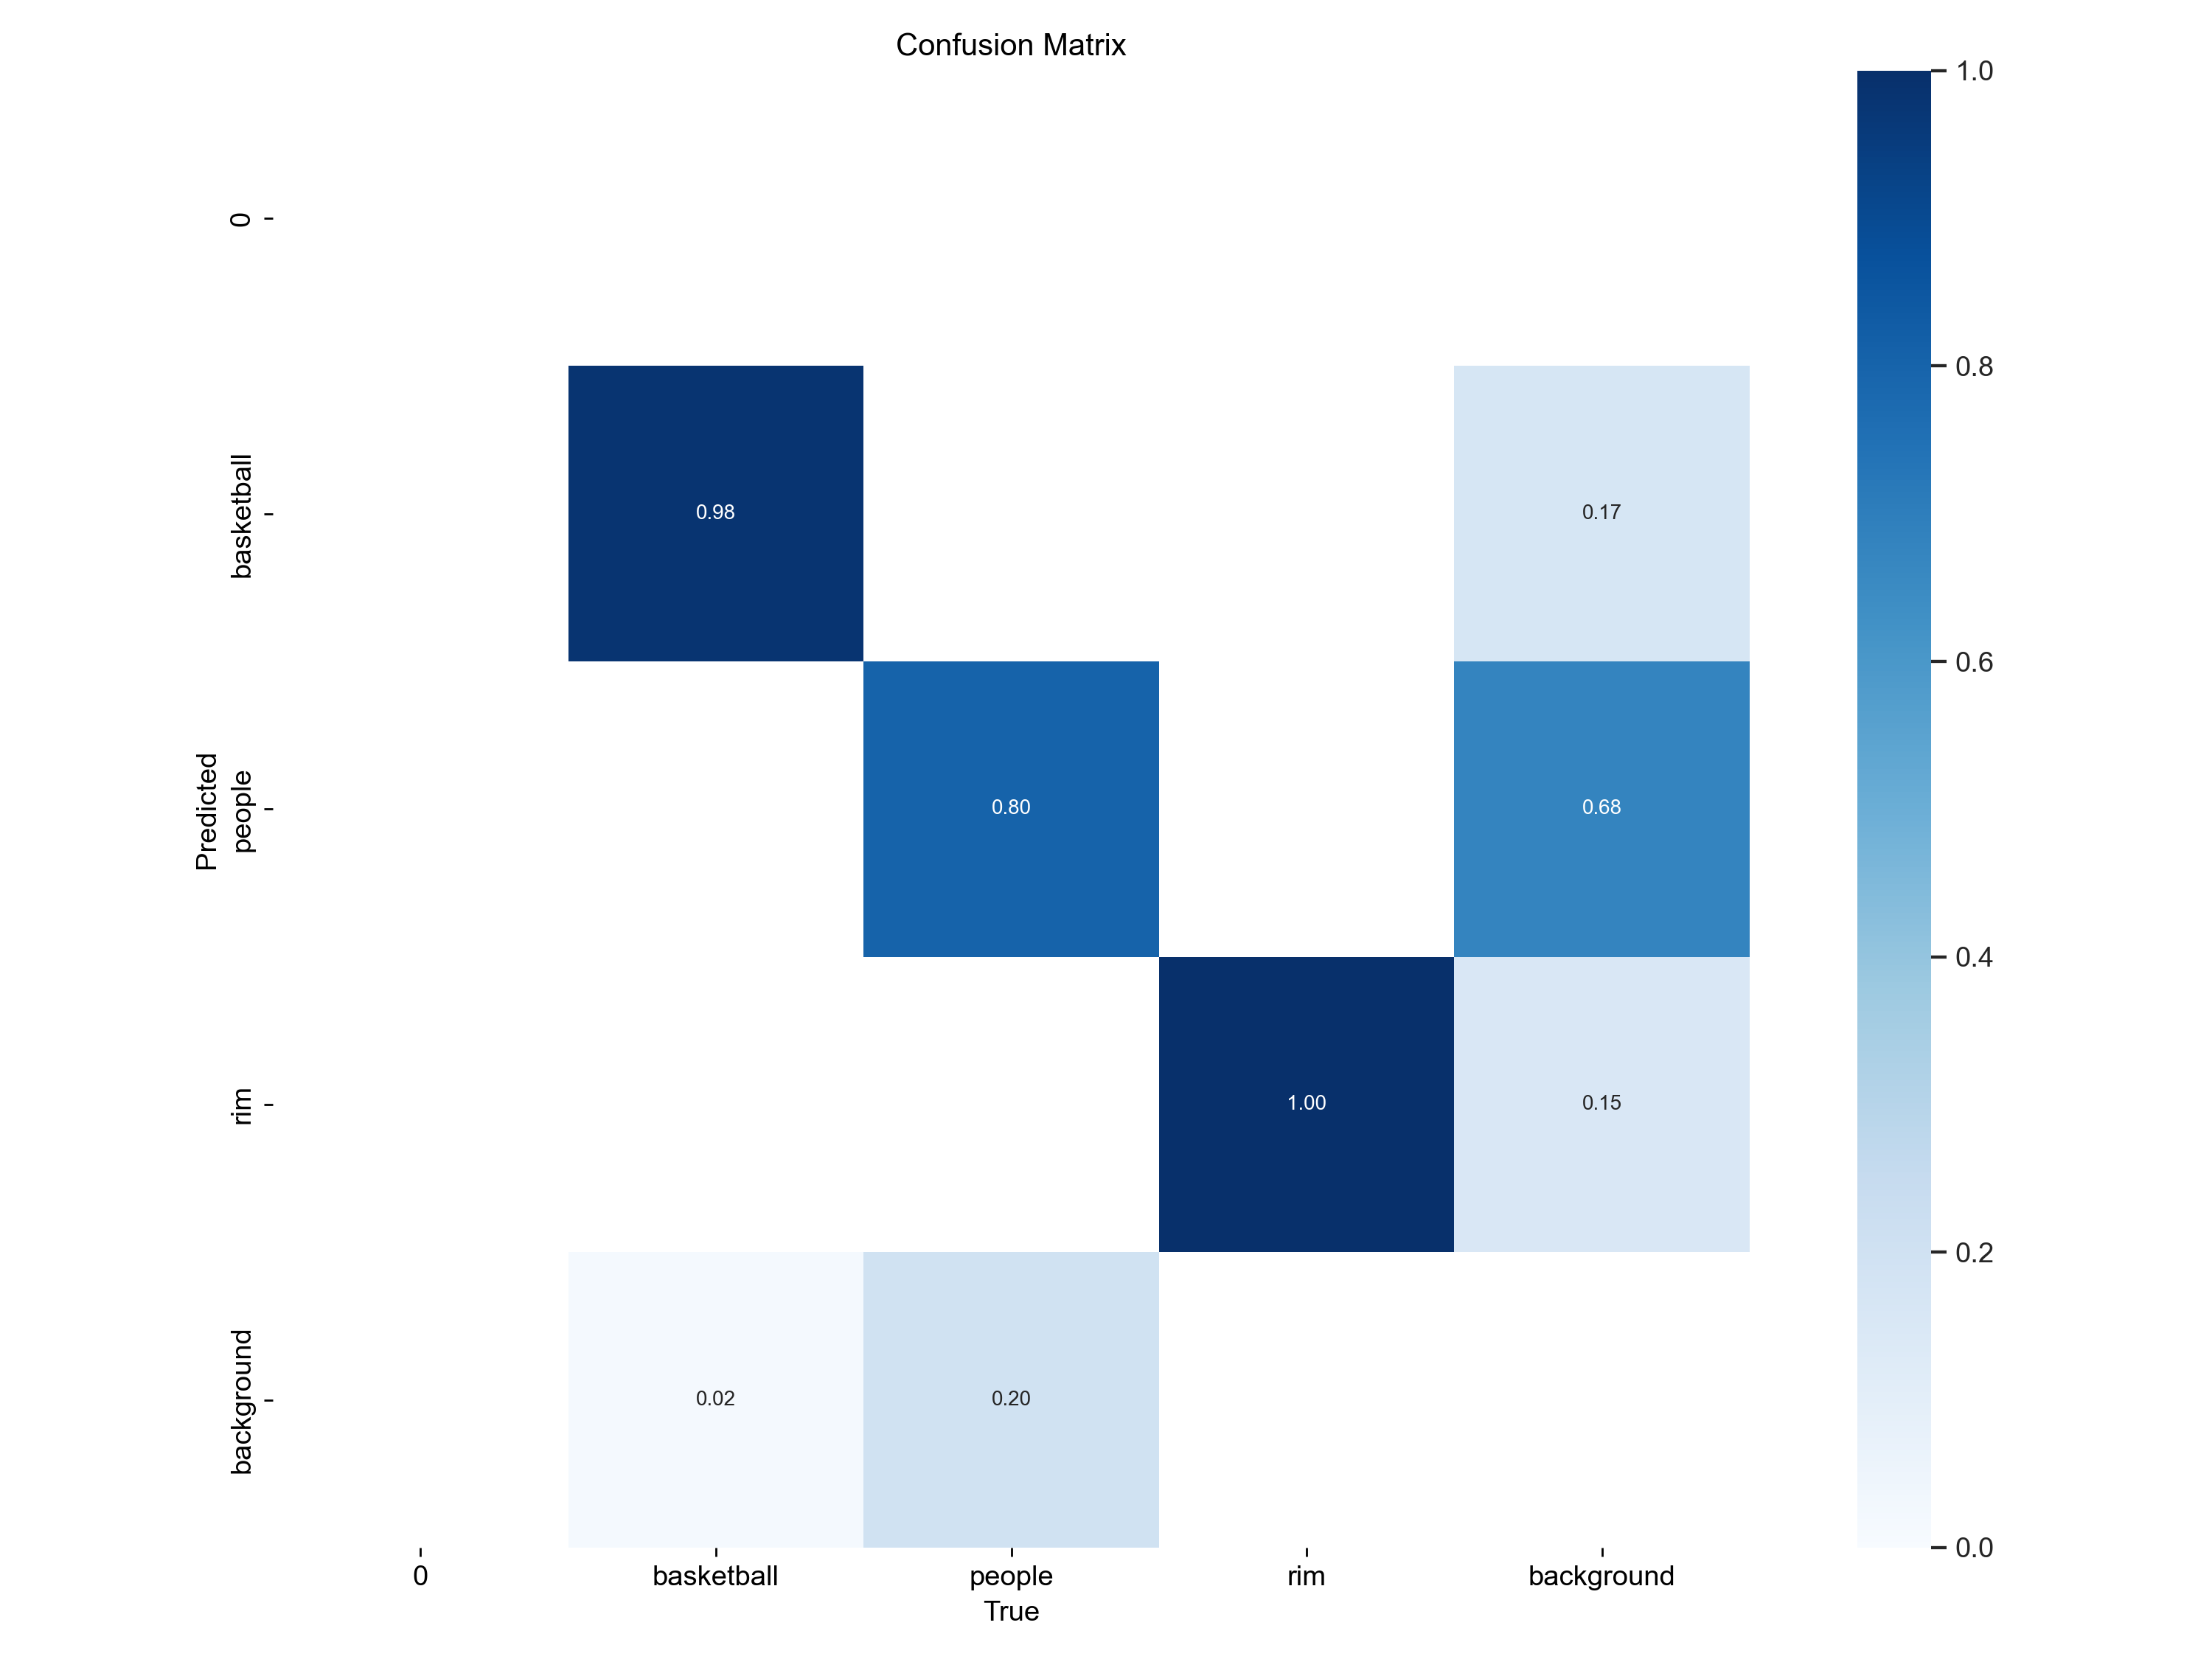 Confusion Matrix
1.0
0
0.8
basketball
0.98
0.17
0.6
Predicted
people
0.80
0.68
0.4
rim
1.00
0.15
0.2
background
0.02
0.20
0.0
0
basketball
people
rim
background
True